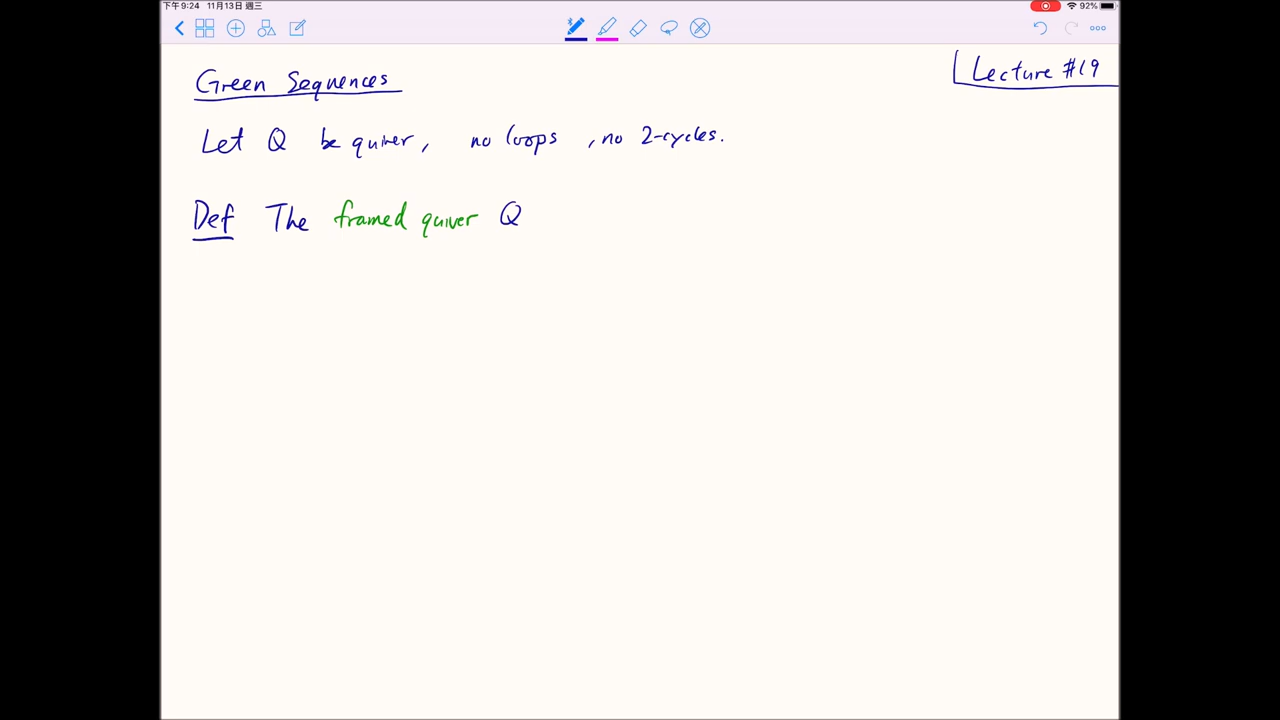 下午9:24 11月13日 週三
92%
Lecture #19
Green Sequences
Let Q be quiver, no loops, no 2-cycles.
Def The framed quiver Q